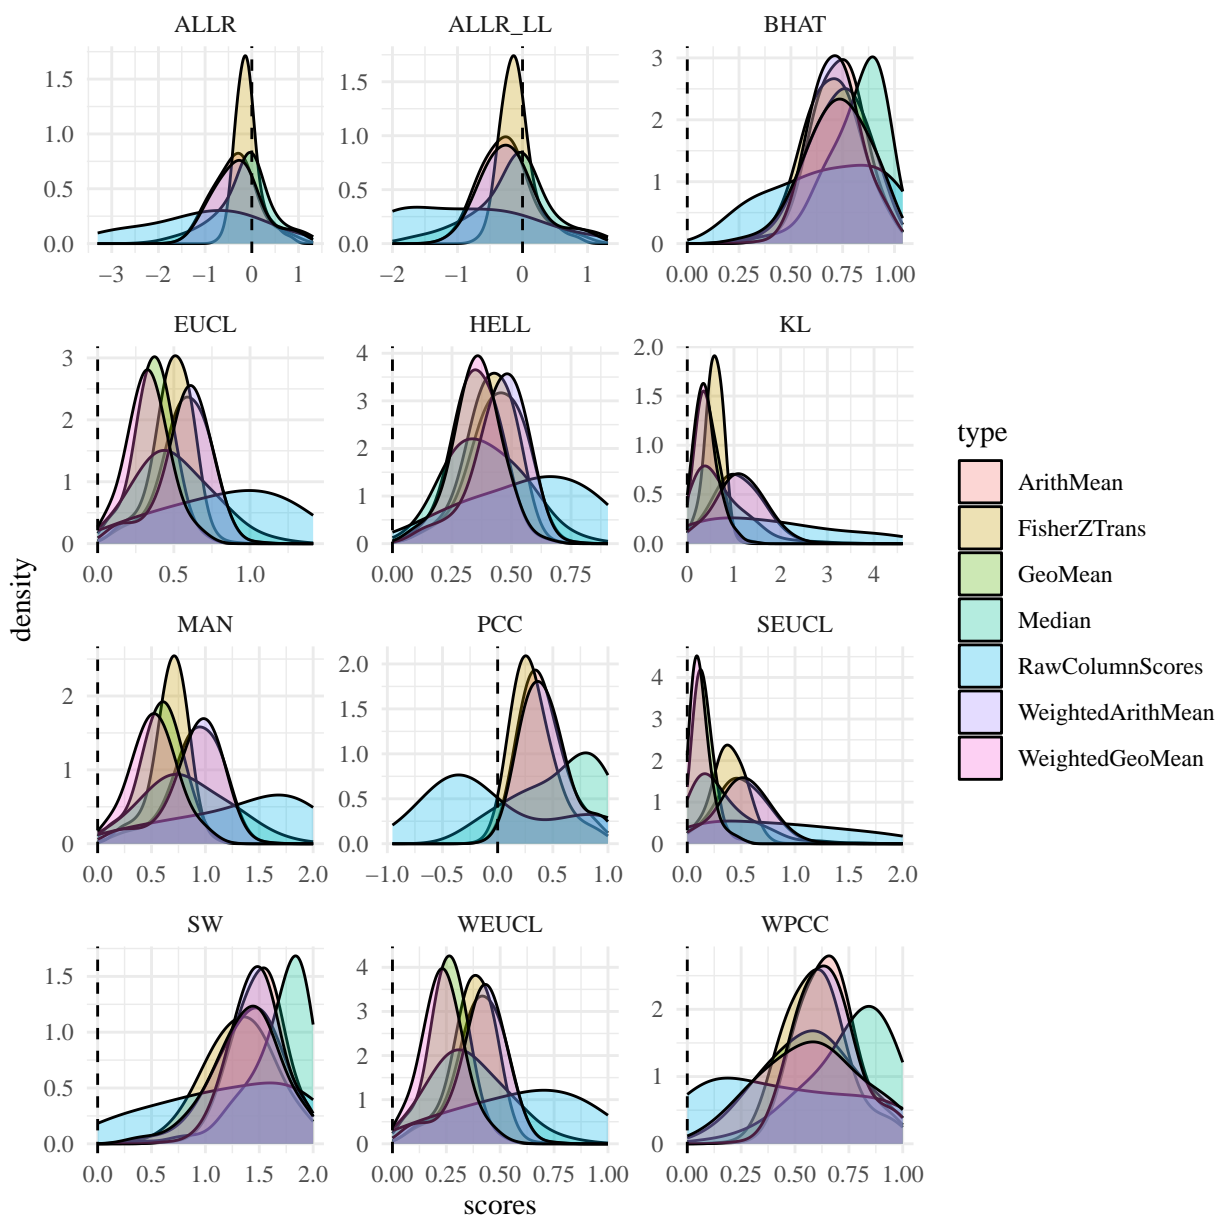 ALLR ALLR_LL BHAT
1.5
1.0
0.5
0.0
−3 −2 −1 0 1
1.5
1.0
0.5
0.0
−2 −1 0 1
3
2
1
0
0.00 0.25 0.50 0.75 1.00
EUCL HELL KL
3
2
1
0
0.0 0.5 1.0
4
3
2
1
0
0.00 0.25 0.50 0.75
2.0
1.5
1.0
0.5
0.0
0 1 2 3 4
MAN PCC SEUCL
2
1
0
0.0 0.5 1.0 1.5 2.0
2.0
1.5
1.0
0.5
0.0
−1.0 −0.5 0.0 0.5 1.0
4
3
2
1
0
0.0 0.5 1.0 1.5 2.0
SW WEUCL WPCC
1.5
1.0
0.5
0.0
0.0 0.5 1.0 1.5 2.0
4
3
2
1
0
0.00 0.25 0.50 0.75 1.00
2
1
0
0.00 0.25 0.50 0.75 1.00
density
scores
type
ArithMean
FisherZTrans
GeoMean
Median
RawColumnScores
WeightedArithMean
WeightedGeoMean